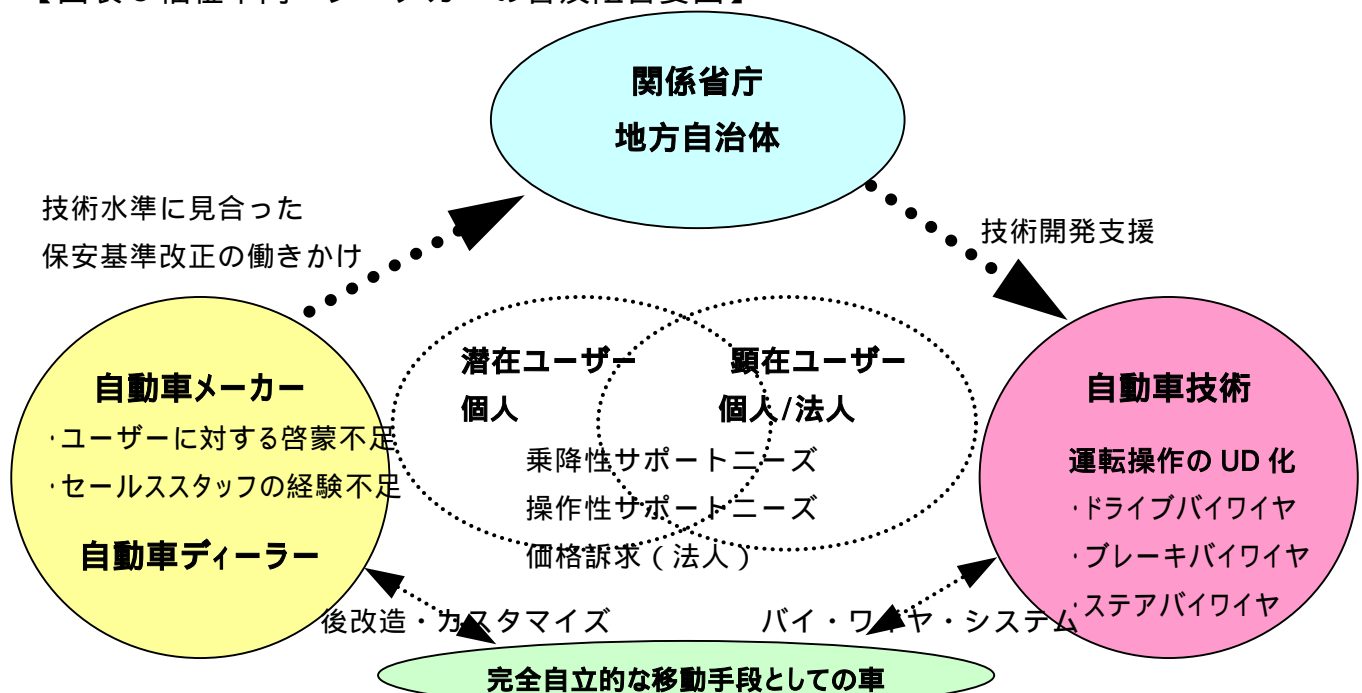 関係省庁
地方自治体
技術水準に見合った
保安基準改正の働きかけ
技術開発支援
潜在ユーザー
個人
顕在ユーザー
個人/法人
乗降性サポートニーズ
操作性サポートニーズ
価格訴求(法人)
自動車メーカー
・ユーザーに対する啓蒙不足
・セールススタッフの経験不足
自動車ディーラー
自動車技術
運転操作の UD 化
・ドライブバイワイヤ
・ブレーキバイワイヤ
・ステアバイワイヤ
後改造・カスタマイズ
バイ・ワイヤ・システム
完全自立的な移動手段としての車